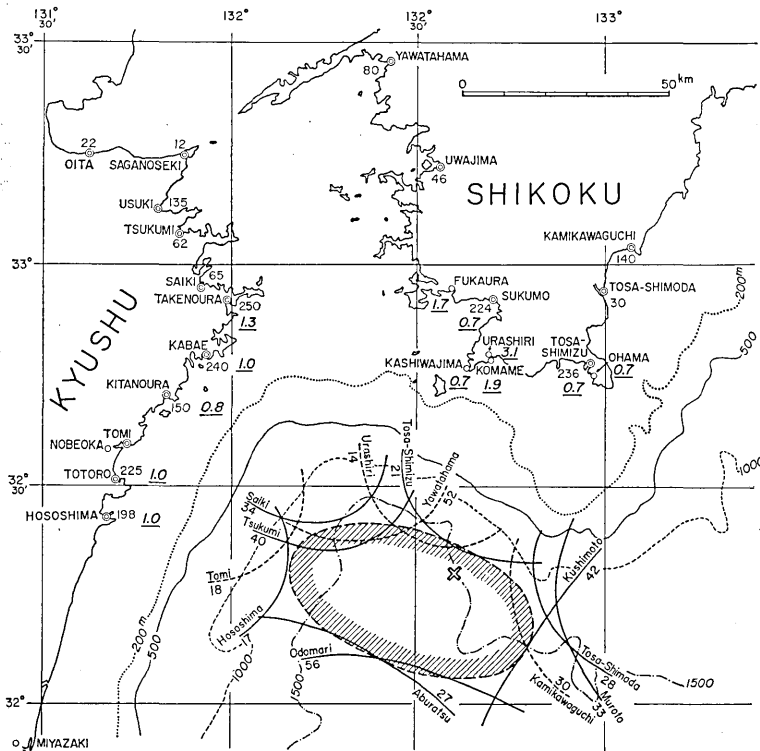 131° 132° 132° 133°
30'
33°
30'
YAWATAHAMA
80
0 50 km
22
OITA
12
SAGANOSEKI
UWAJIMA
46
SHIKOKU
USUKI 135
TSUKUMI
62
KAMIKAWAGUCHI
140
33°
SAIKI 65
TAKENOURA 250
1.3
FUKAURA
1.7
224 SUKUMO
0.7
TOSA-SHIMODA
30
200m
500
KYUSHU
KABAE
240 1.0
URASHIRI
3.1
KASHIWAJIMA
0.7
KOMAME
1.9
TOSA-
SHIMIZU
236
0.7
OHAMA
0.7
KITANOURA
150 0.8
NOBEOKA TOMI
TOTORO 225 1.0
32°
30'
HOSOSHIMA 198 1.0
Urashiri
14
Tosa-Shimizu
21
Yawatahama
52
1000
Saiki
34
Tsukumi
40
Kushimoto
42
Tomi
18
Hososhima
17
Odomari
56
27
Aburatsu
30
Kamikawaguchi
Tosa-Shimoda
28
Muroto
33
200m
500
1000
1500
1500
32°
MIYAZAKI